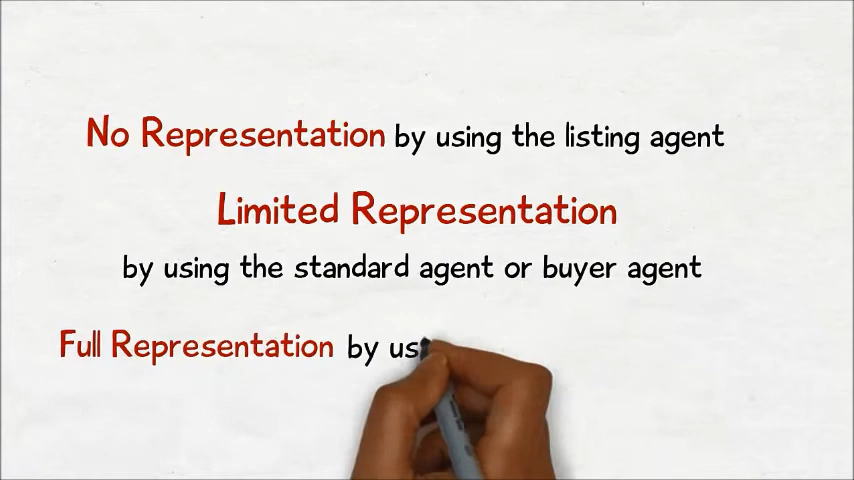 No Representation by using the listing agent
Limited Representation
by using the standard agent or buyer agent
Full Representation by us